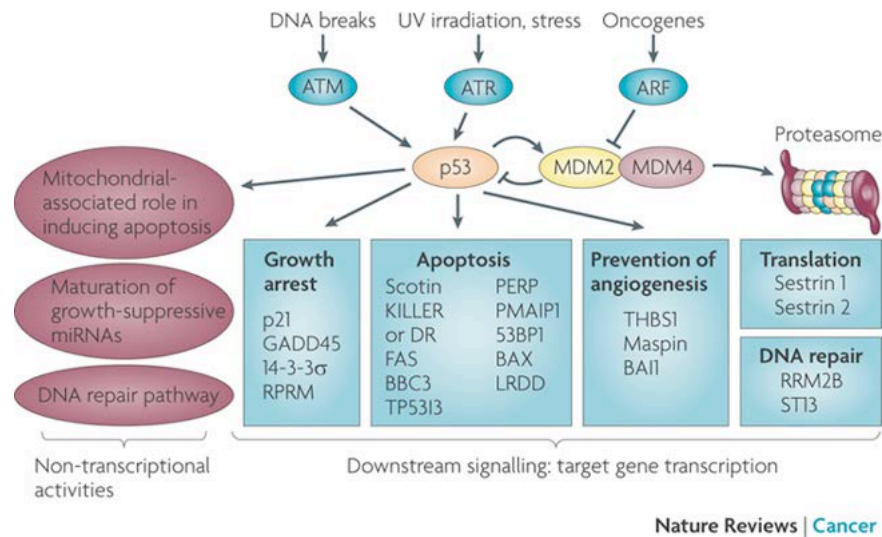 DNA breaks
UV irradiation, stress
Oncogenes
ATM
ATR
ARF
Proteasome
p53
MDM2
MDM4
Mitochondrial-
associated role in
inducing apoptosis
Maturation of
growth-suppressive
miRNAs
DNA repair pathway
Growth
arrest
p21
GADD45
14-3-3σ
RPRM
Apoptosis
Scotin
KILLER
or DR
FAS
BBC3
TP53I3
PERP
PMAIP1
53BP1
BAX
LRDD
Prevention of
angiogenesis
THBS1
Maspin
BAI1
Translation
Sestrin 1
Sestrin 2
DNA repair
RRM2B
ST13
Non-transcriptional
activities
Downstream signalling: target gene transcription
Nature Reviews | Cancer